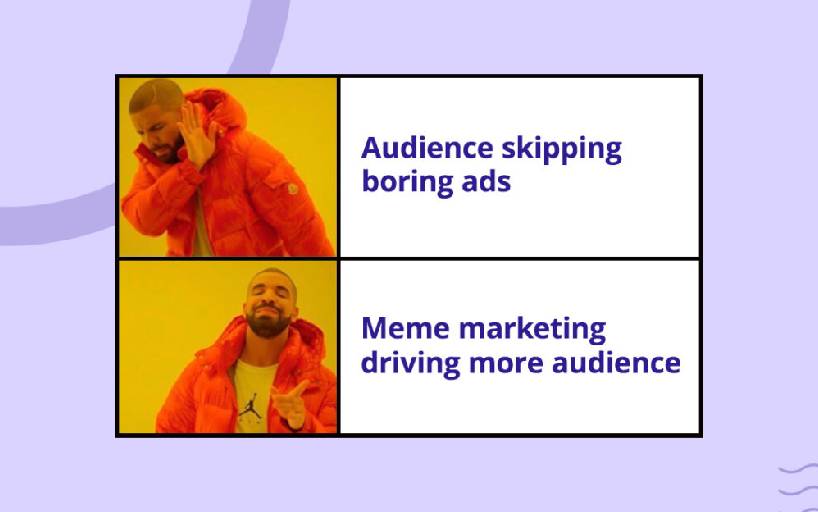 Audience skipping
boring ads
Meme marketing
driving more audience